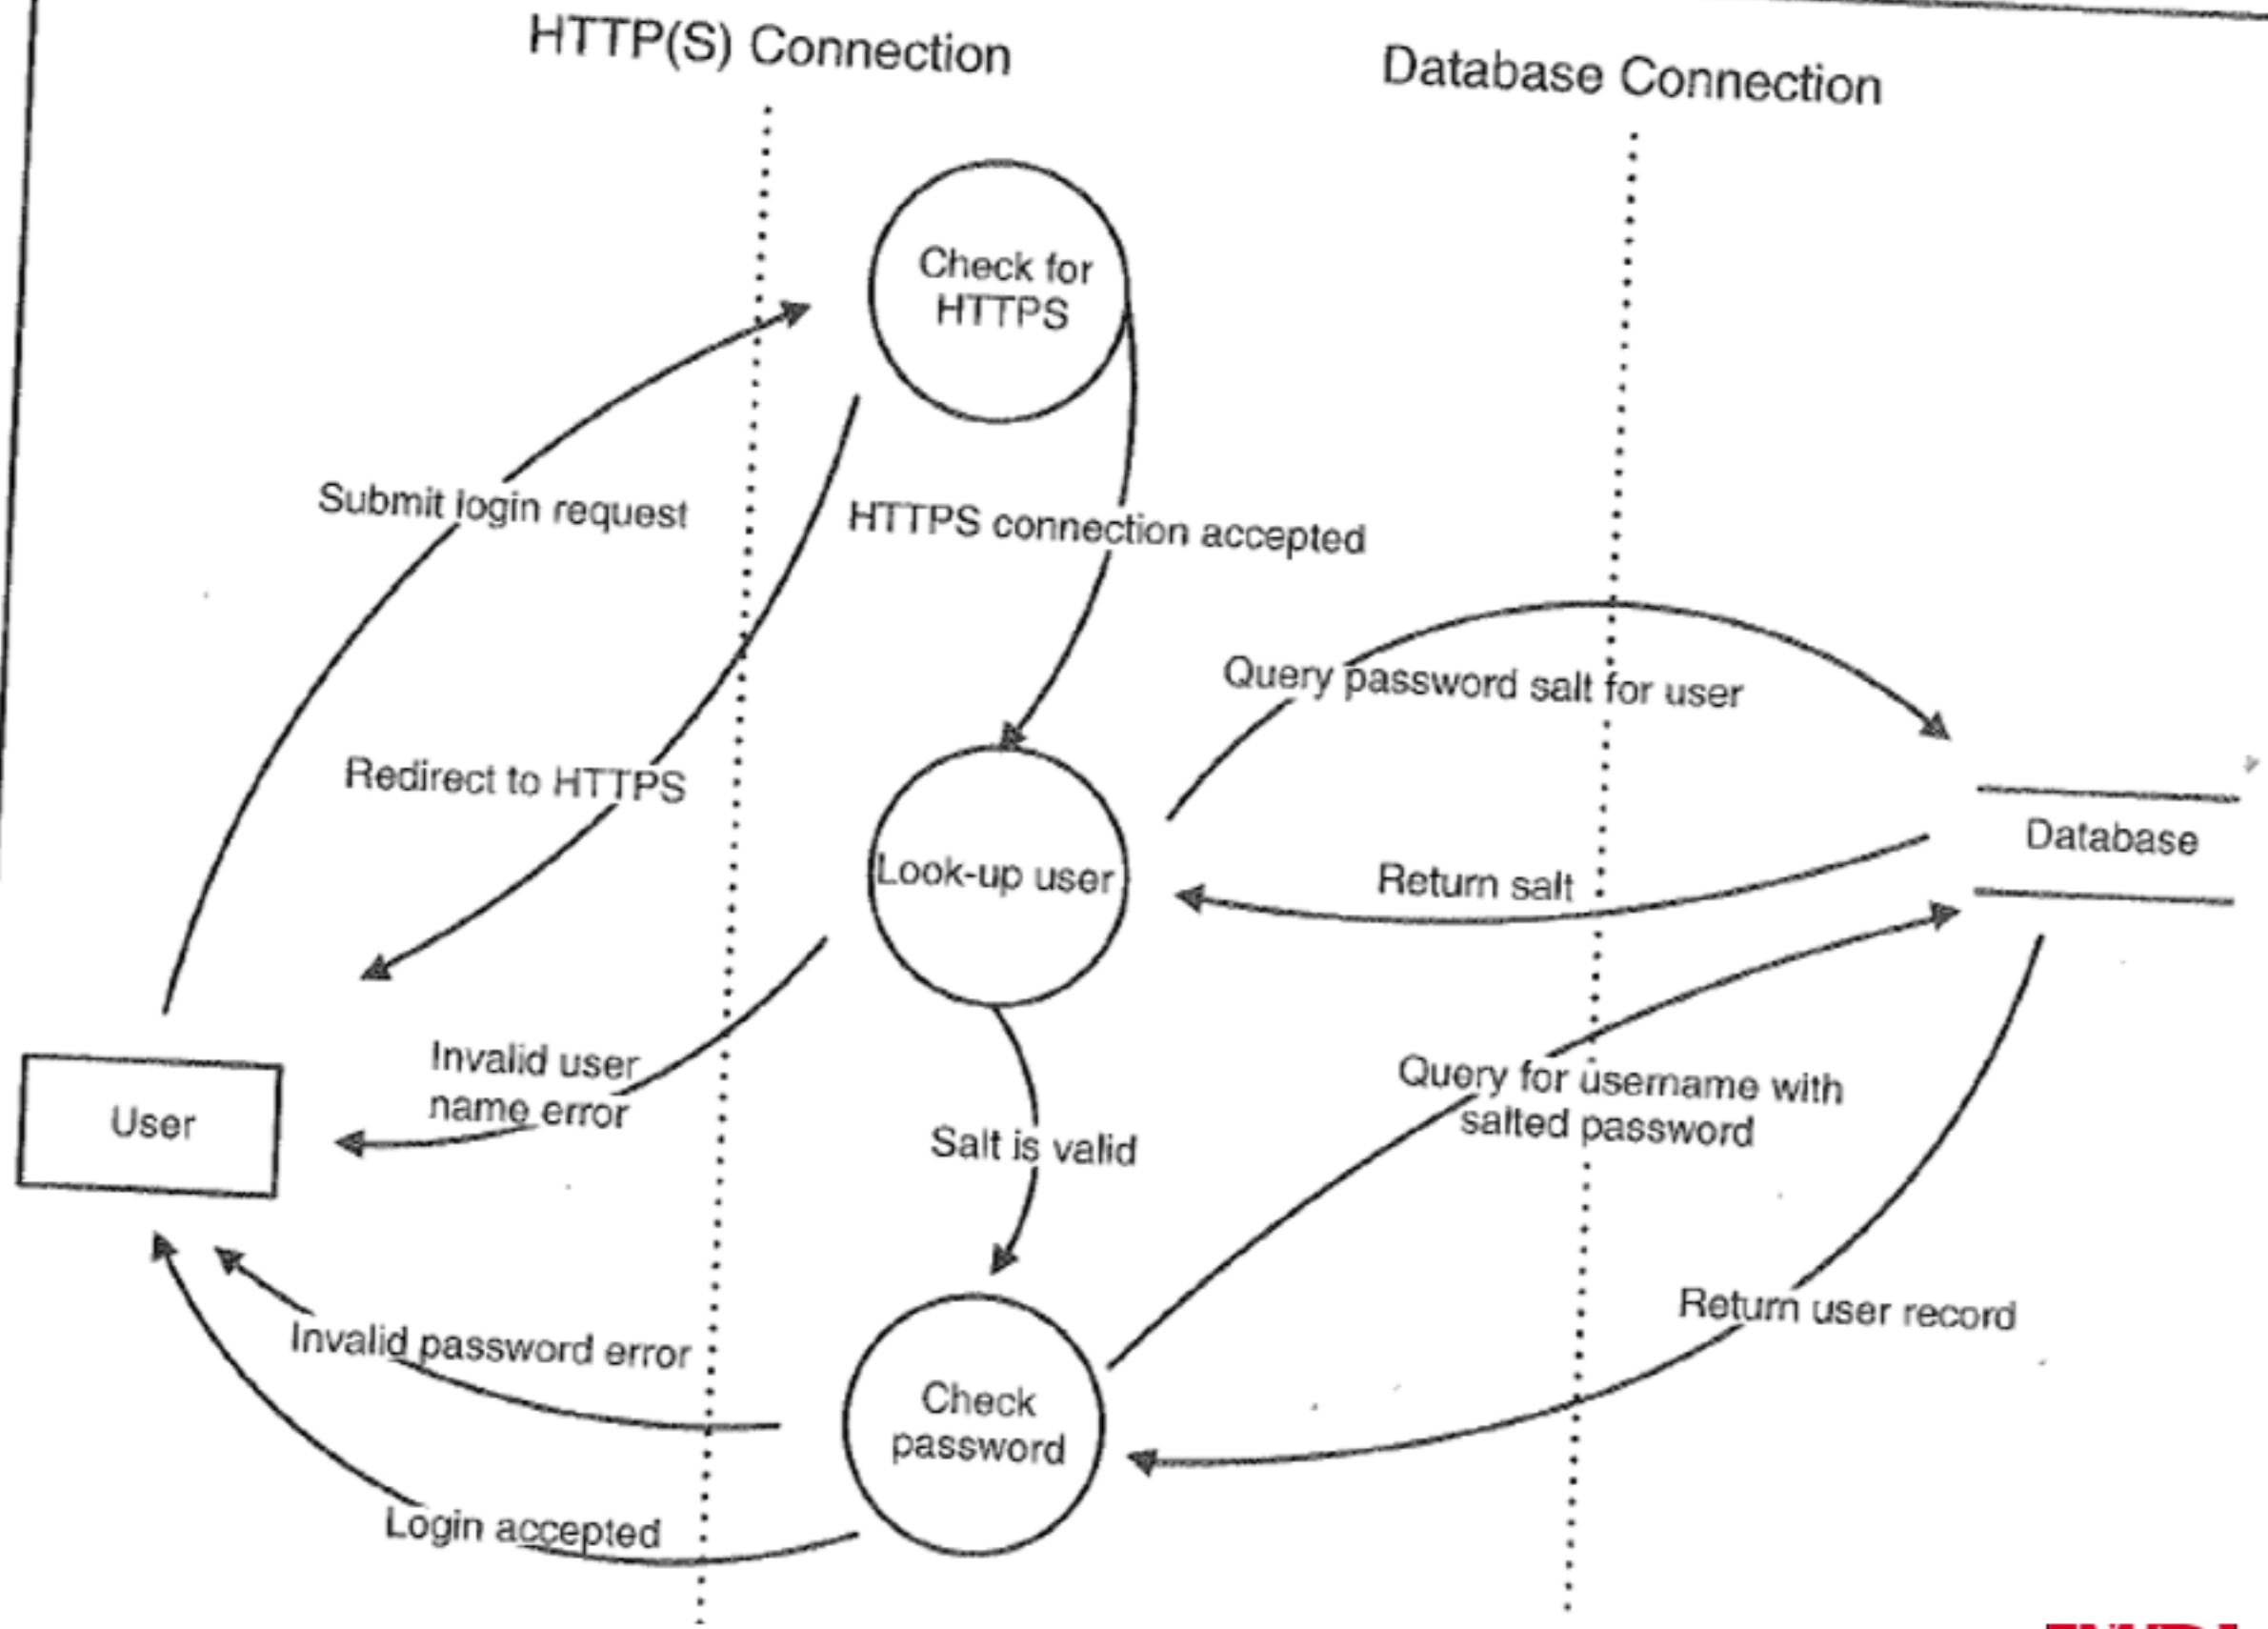 HTTP(S) Connection
Database Connection
Check for
HTTPS
Submit login request
HTTPS connection accepted
Query password salt for user
Redirect to HTTPS
Look-up user
Return salt
Database
Invalid user
name error
User
Salt is valid
Query for username with
salted password
Return user record
Invalid password error
Check
password
Login accepted